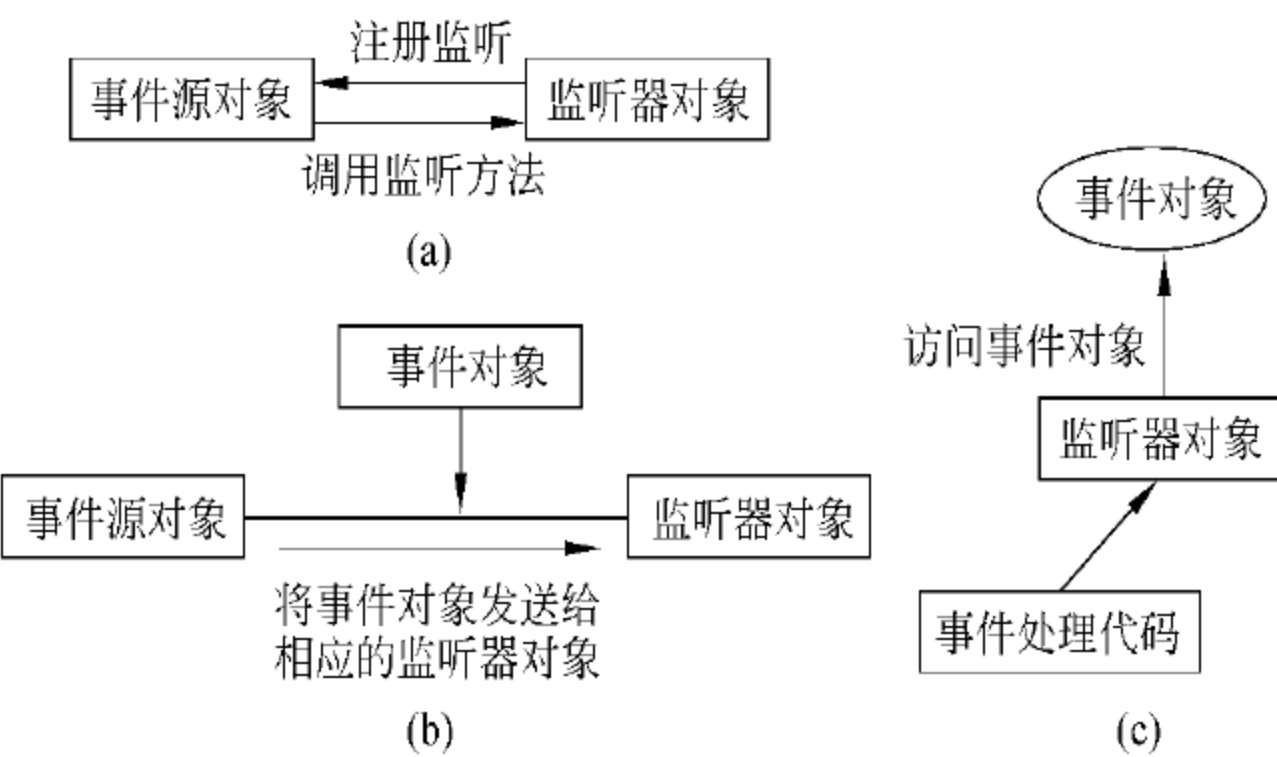 注册监听
事件源对象
监听器对象
调用监听方法
(a)
事件对象
事件源对象
监听器对象
将事件对象发送给
相应的监听器对象
(b)
事件对象
访问事件对象
监听器对象
事件处理代码
(c)